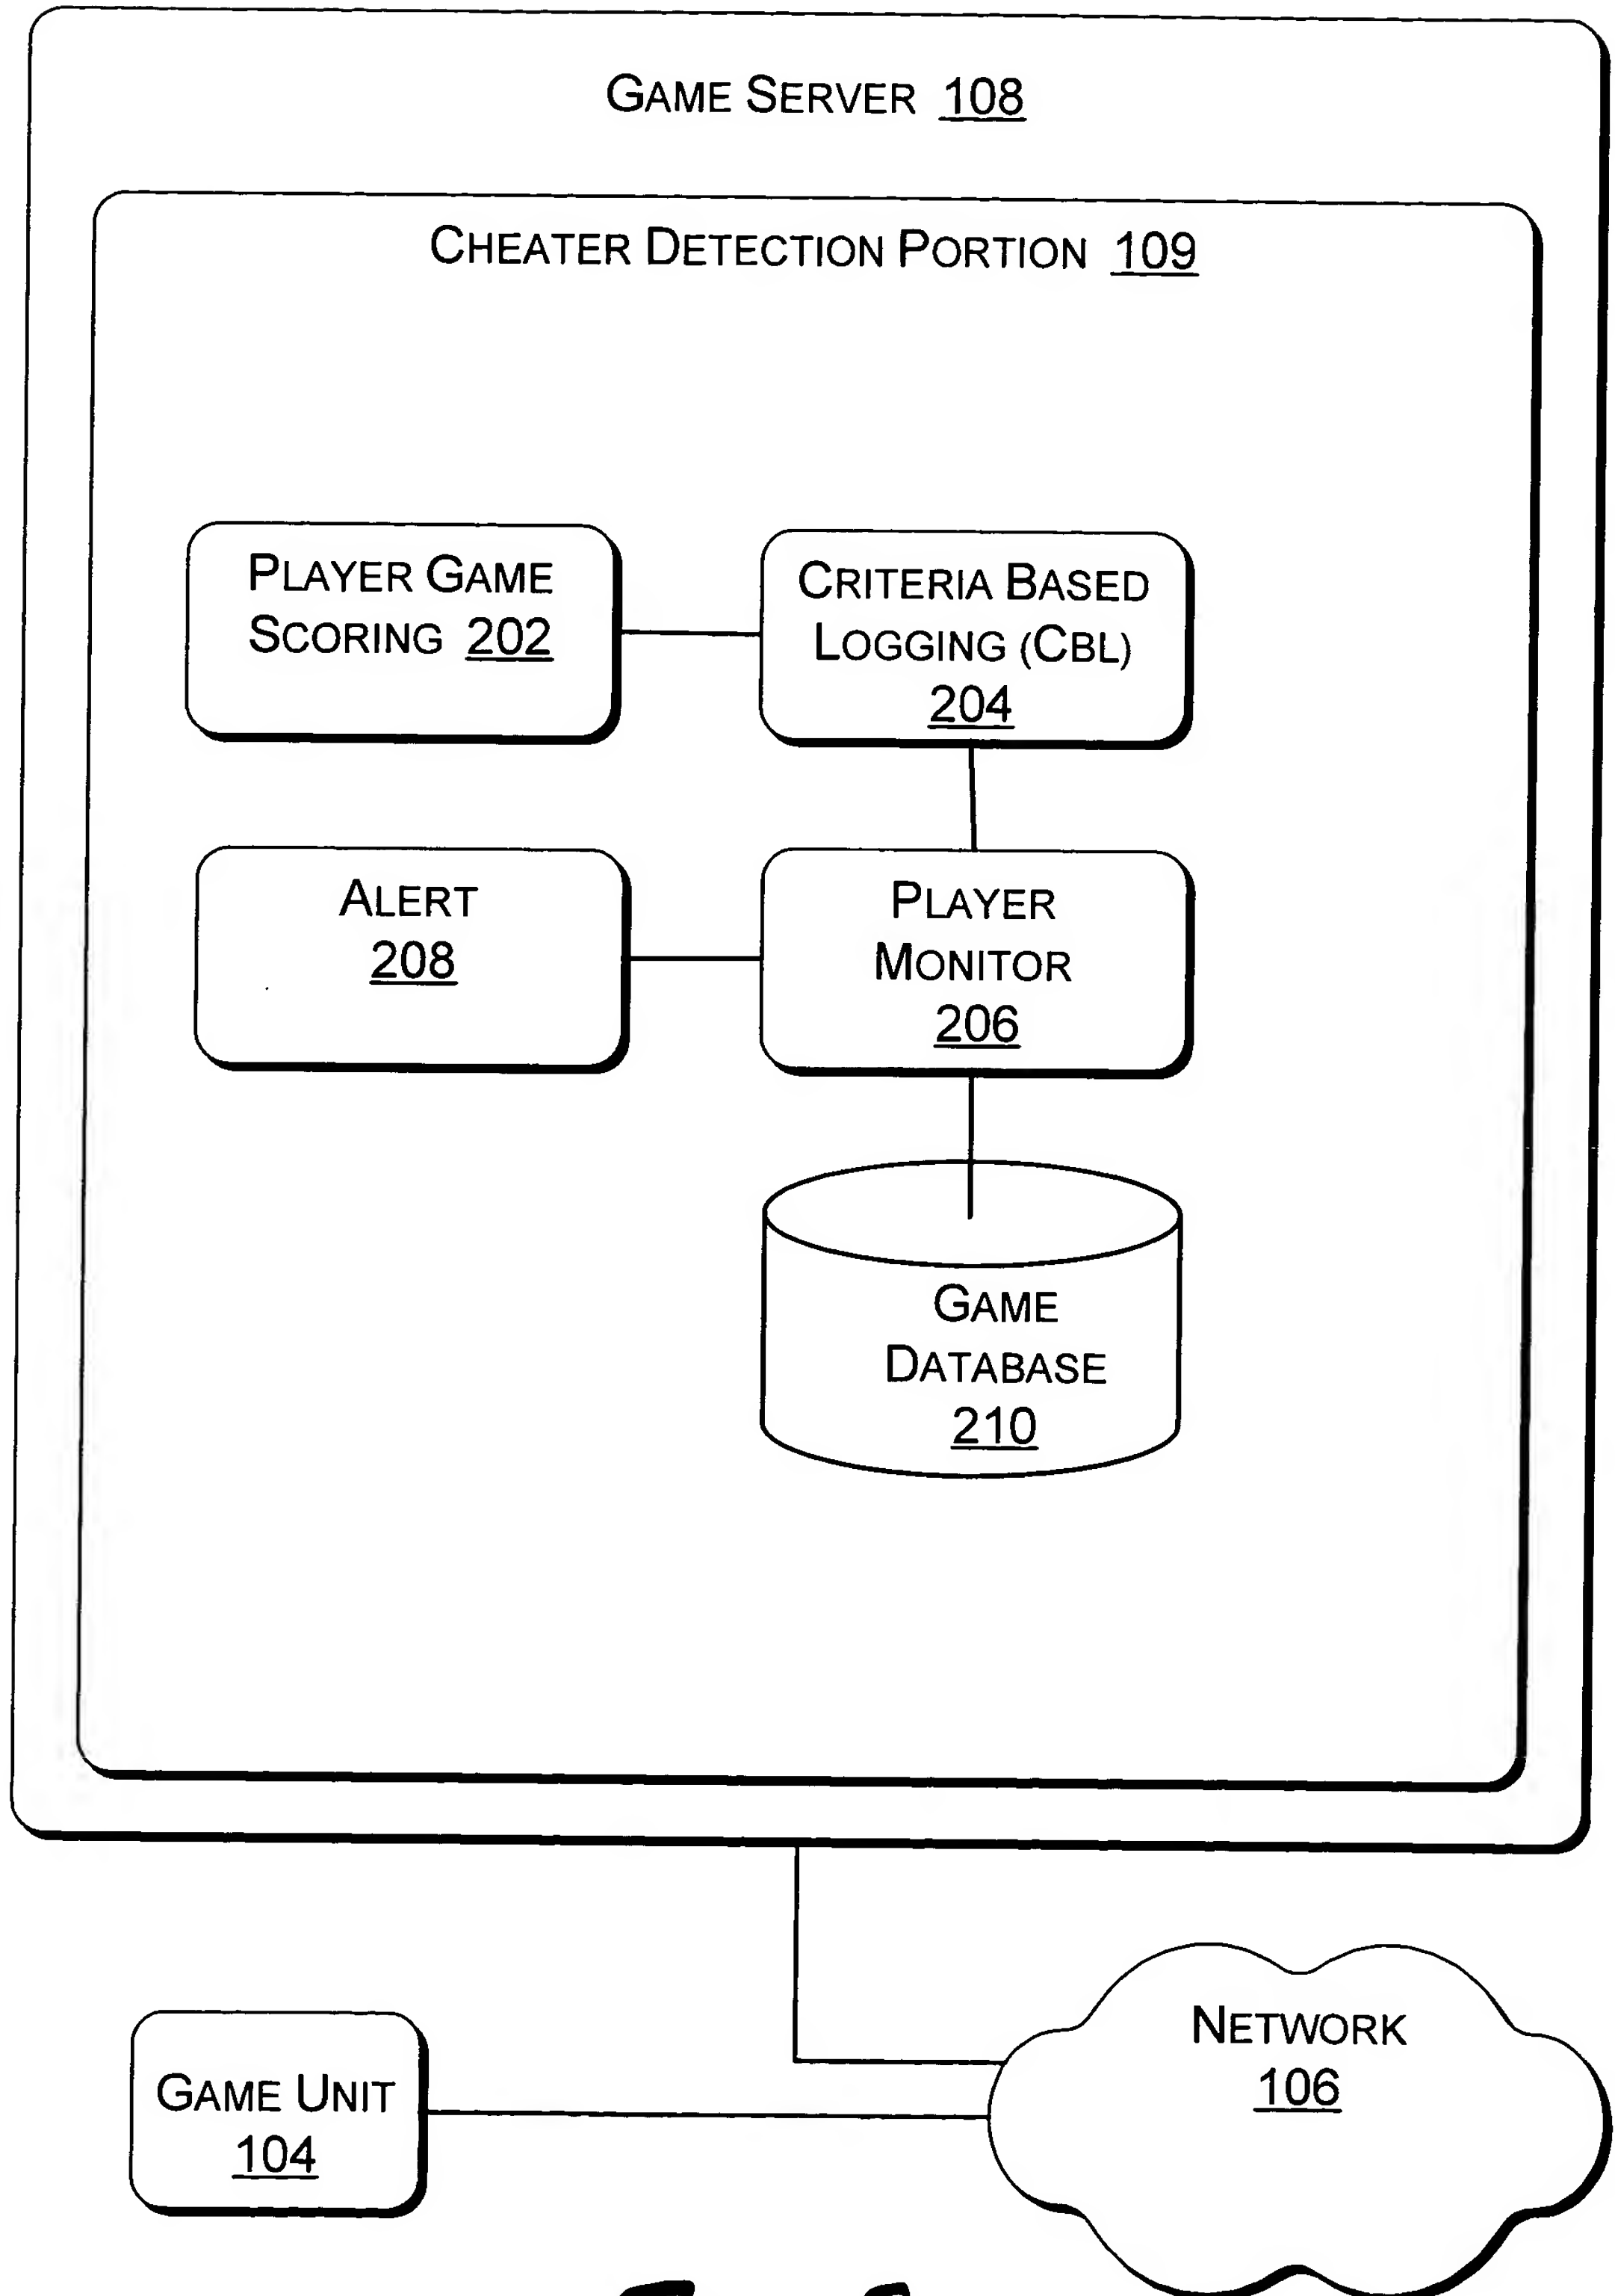 GAME SERVER 108
CHEATER DETECTION PORTION 109
PLAYER GAME
SCORING 202
CRITERIA BASED
LOGGING (CBL)
204
ALERT
208
PLAYER
MONITOR
206
GAME
DATABASE
210
NETWORK
106
GAME UNIT
104